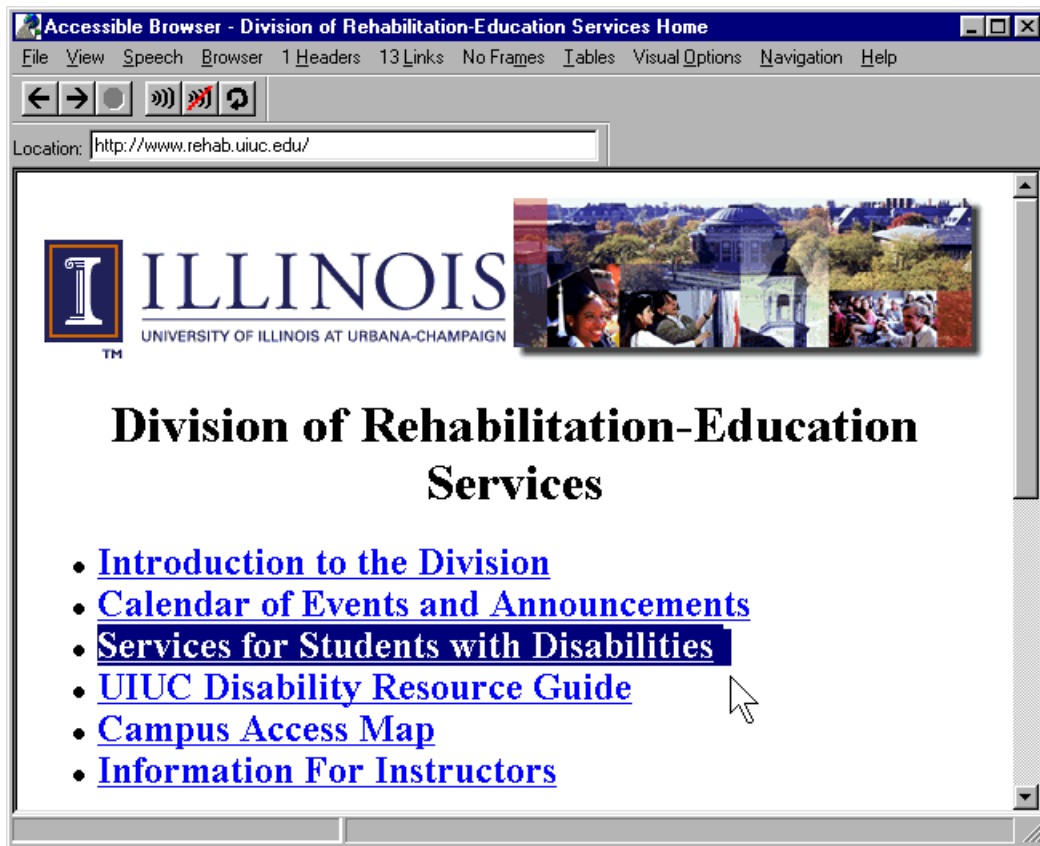 Accessible Browser - Division of Rehabilitation-Education Services Home
File View Speech Browser 1 Headers 13 Links No Frames Tables Visual Options Navigation Help
Location: http://www.rehab.uiuc.edu/
I ILLINOIS
UNIVERSITY OF ILLINOIS AT URBANA-CHAMPAIGN
TM
Division of Rehabilitation-Education
Services
• Introduction to the Division
• Calendar of Events and Announcements
• Services for Students with Disabilities
• UIUC Disability Resource Guide
• Campus Access Map
• Information For Instructors